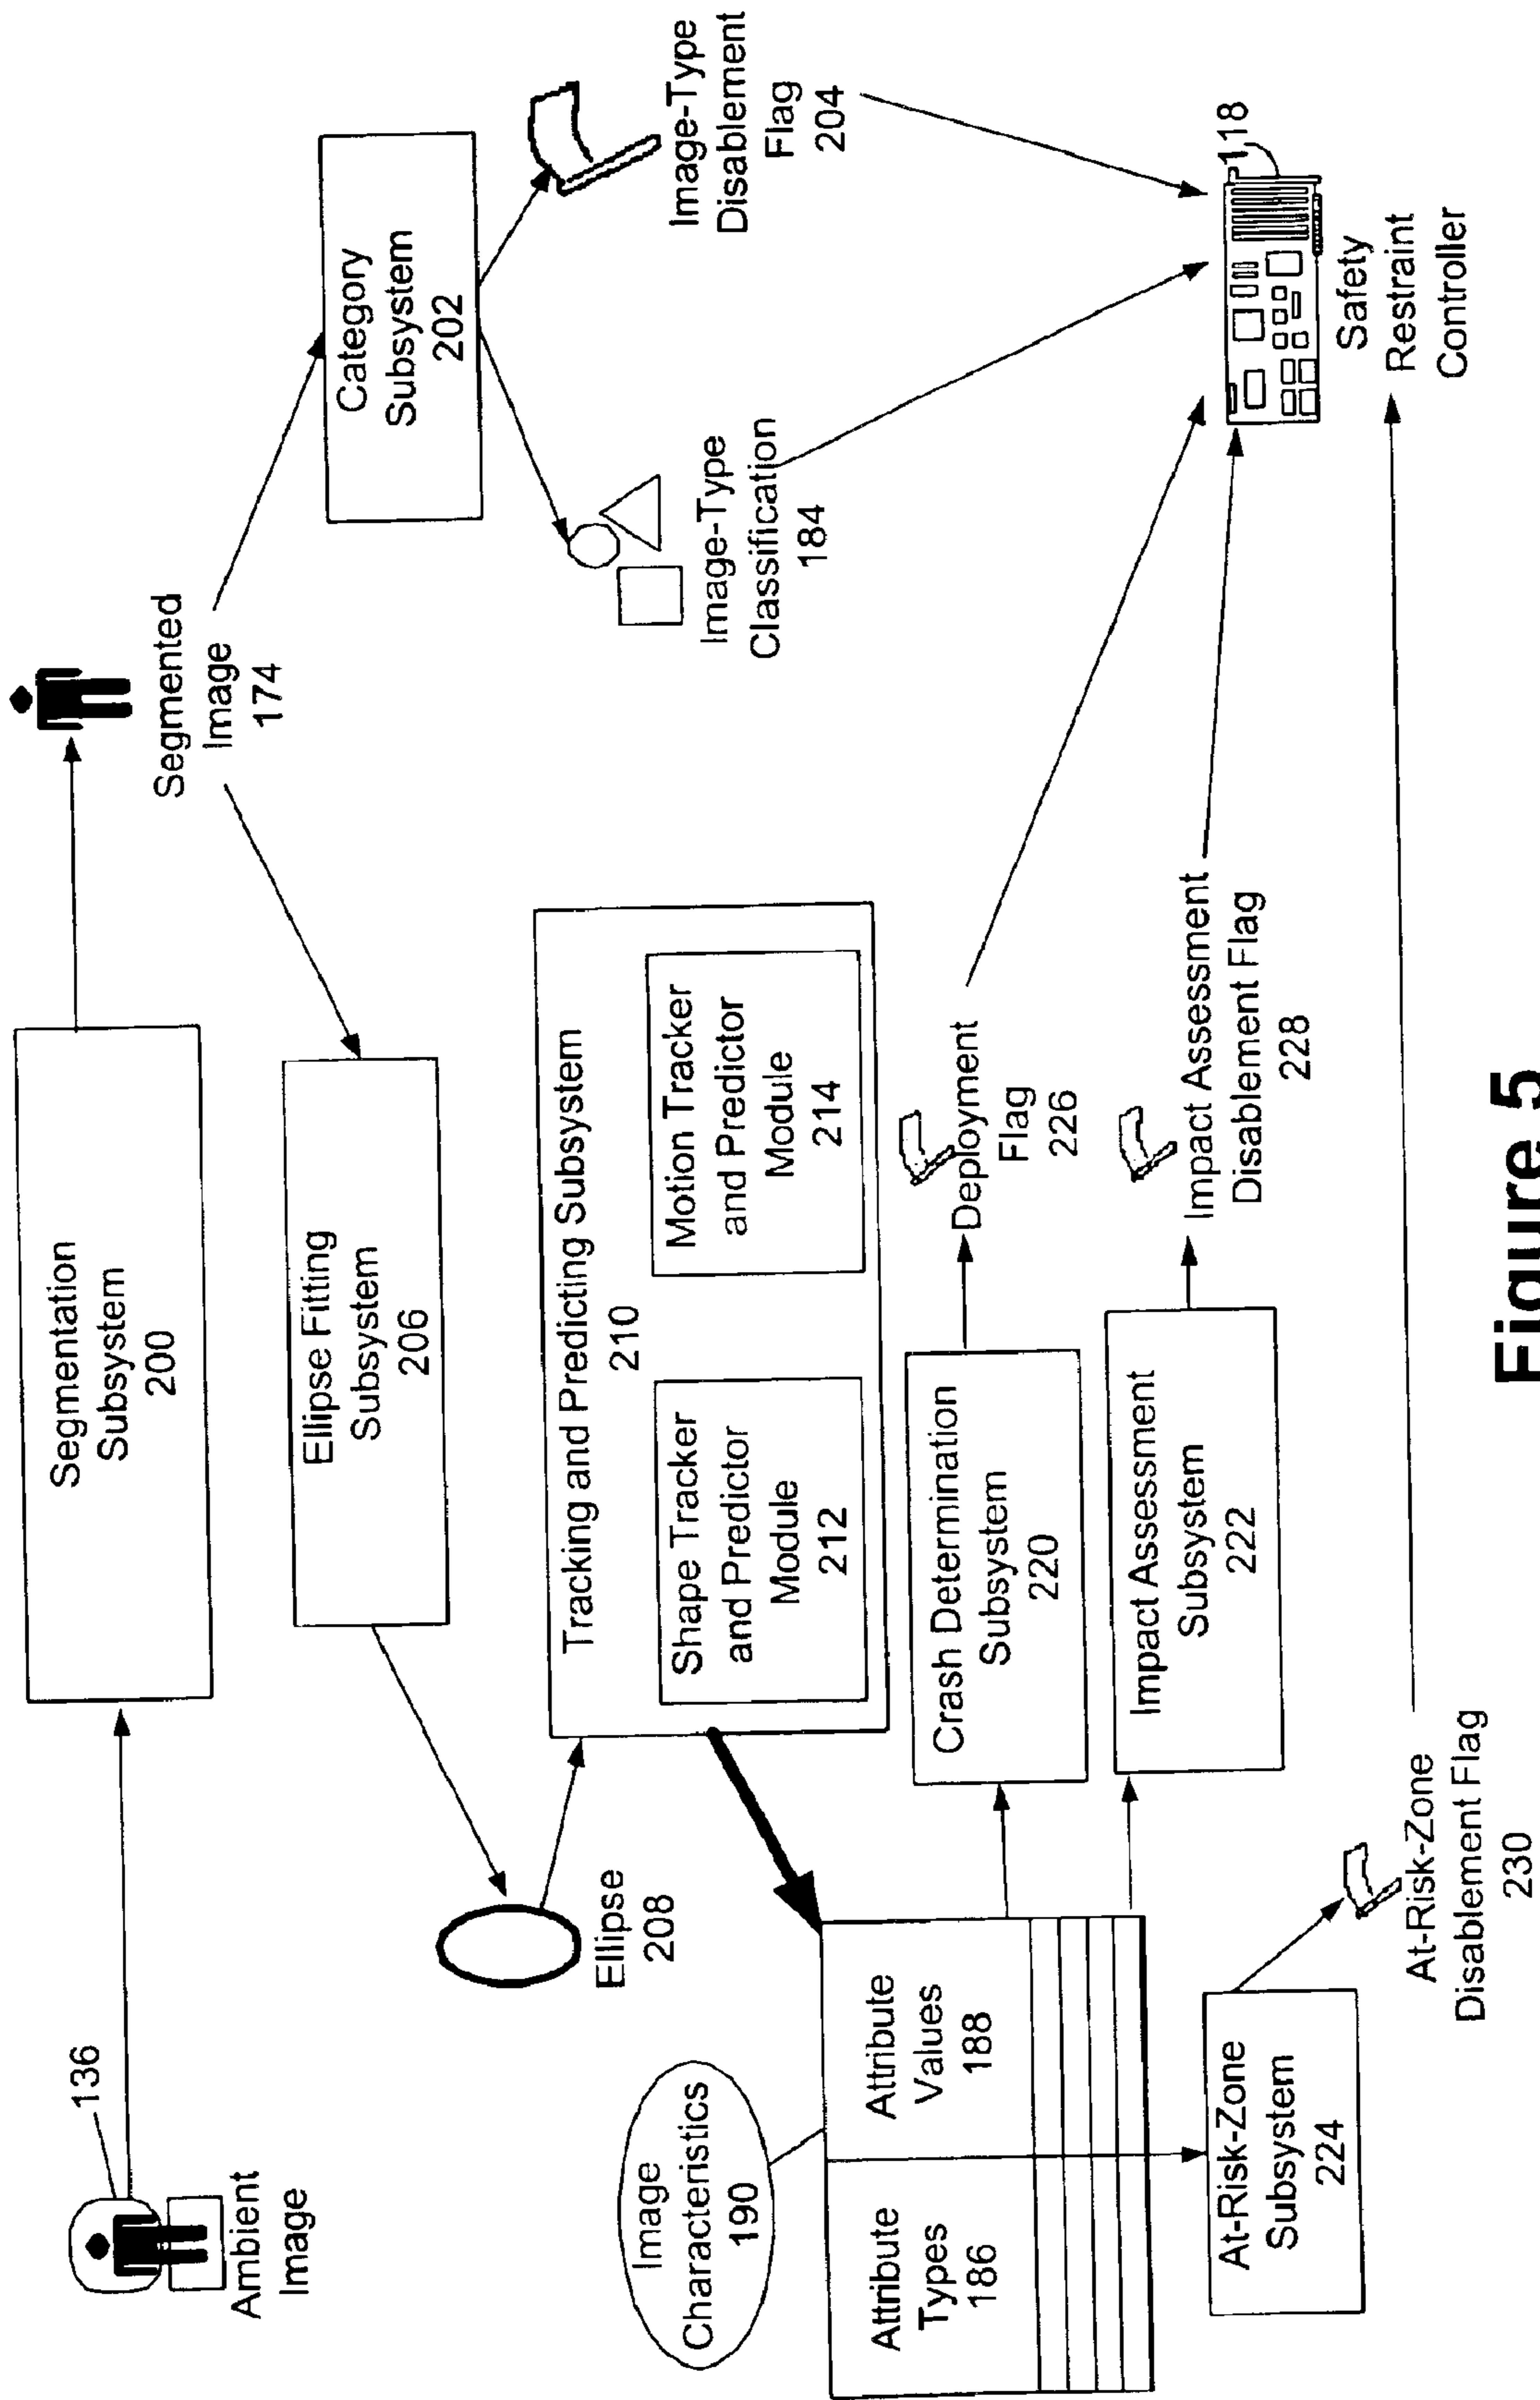 136
Ambient
Image
Segmentation
Subsystem
200
Segmented
Image
174
Category
Subsystem
202
Image-Type
Disablement
Flag
204
Image-Type
Classification
184
Ellipse Fitting
Subsystem
206
Ellipse
208
Tracking and Predicting Subsystem
210
Shape Tracker
and Predictor
Module
212
Motion Tracker
and Predictor
Module
214
Image
Characteristics
190
Attribute
Types
186
Attribute
Values
188
Crash Determination
Subsystem
220
Deployment
Flag
226
Impact Assessment
Subsystem
222
Impact Assessment
Disablement Flag
228
At-Risk-Zone
Subsystem
224
At-Risk-Zone
Disablement Flag
230
118
Safety
Restraint
Controller
Figure 5